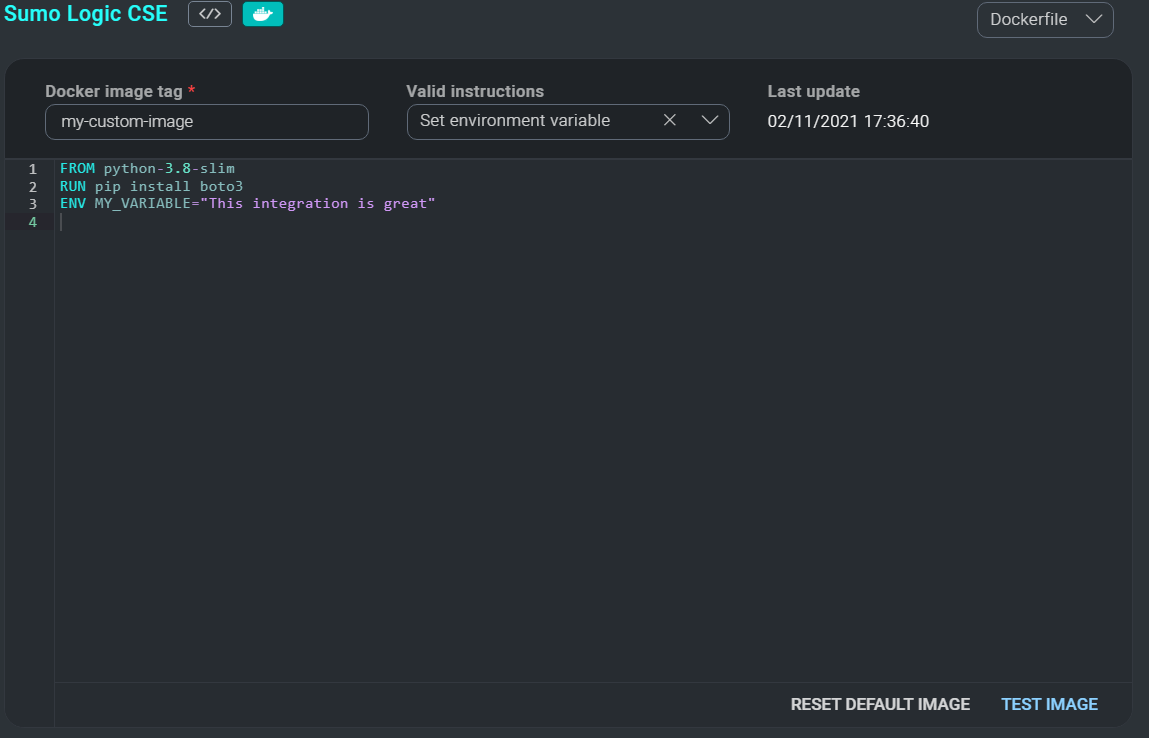 Sumo Logic CSE </>
Dockerfile
Docker image tag *
my-custom-image
Valid instructions
Set environment variable
Last update
02/11/2021 17:36:40
1 FROM python-3.8-slim
2 RUN pip install boto3
3 ENV MY_VARIABLE="This integration is great"
4
RESET DEFAULT IMAGE TEST IMAGE